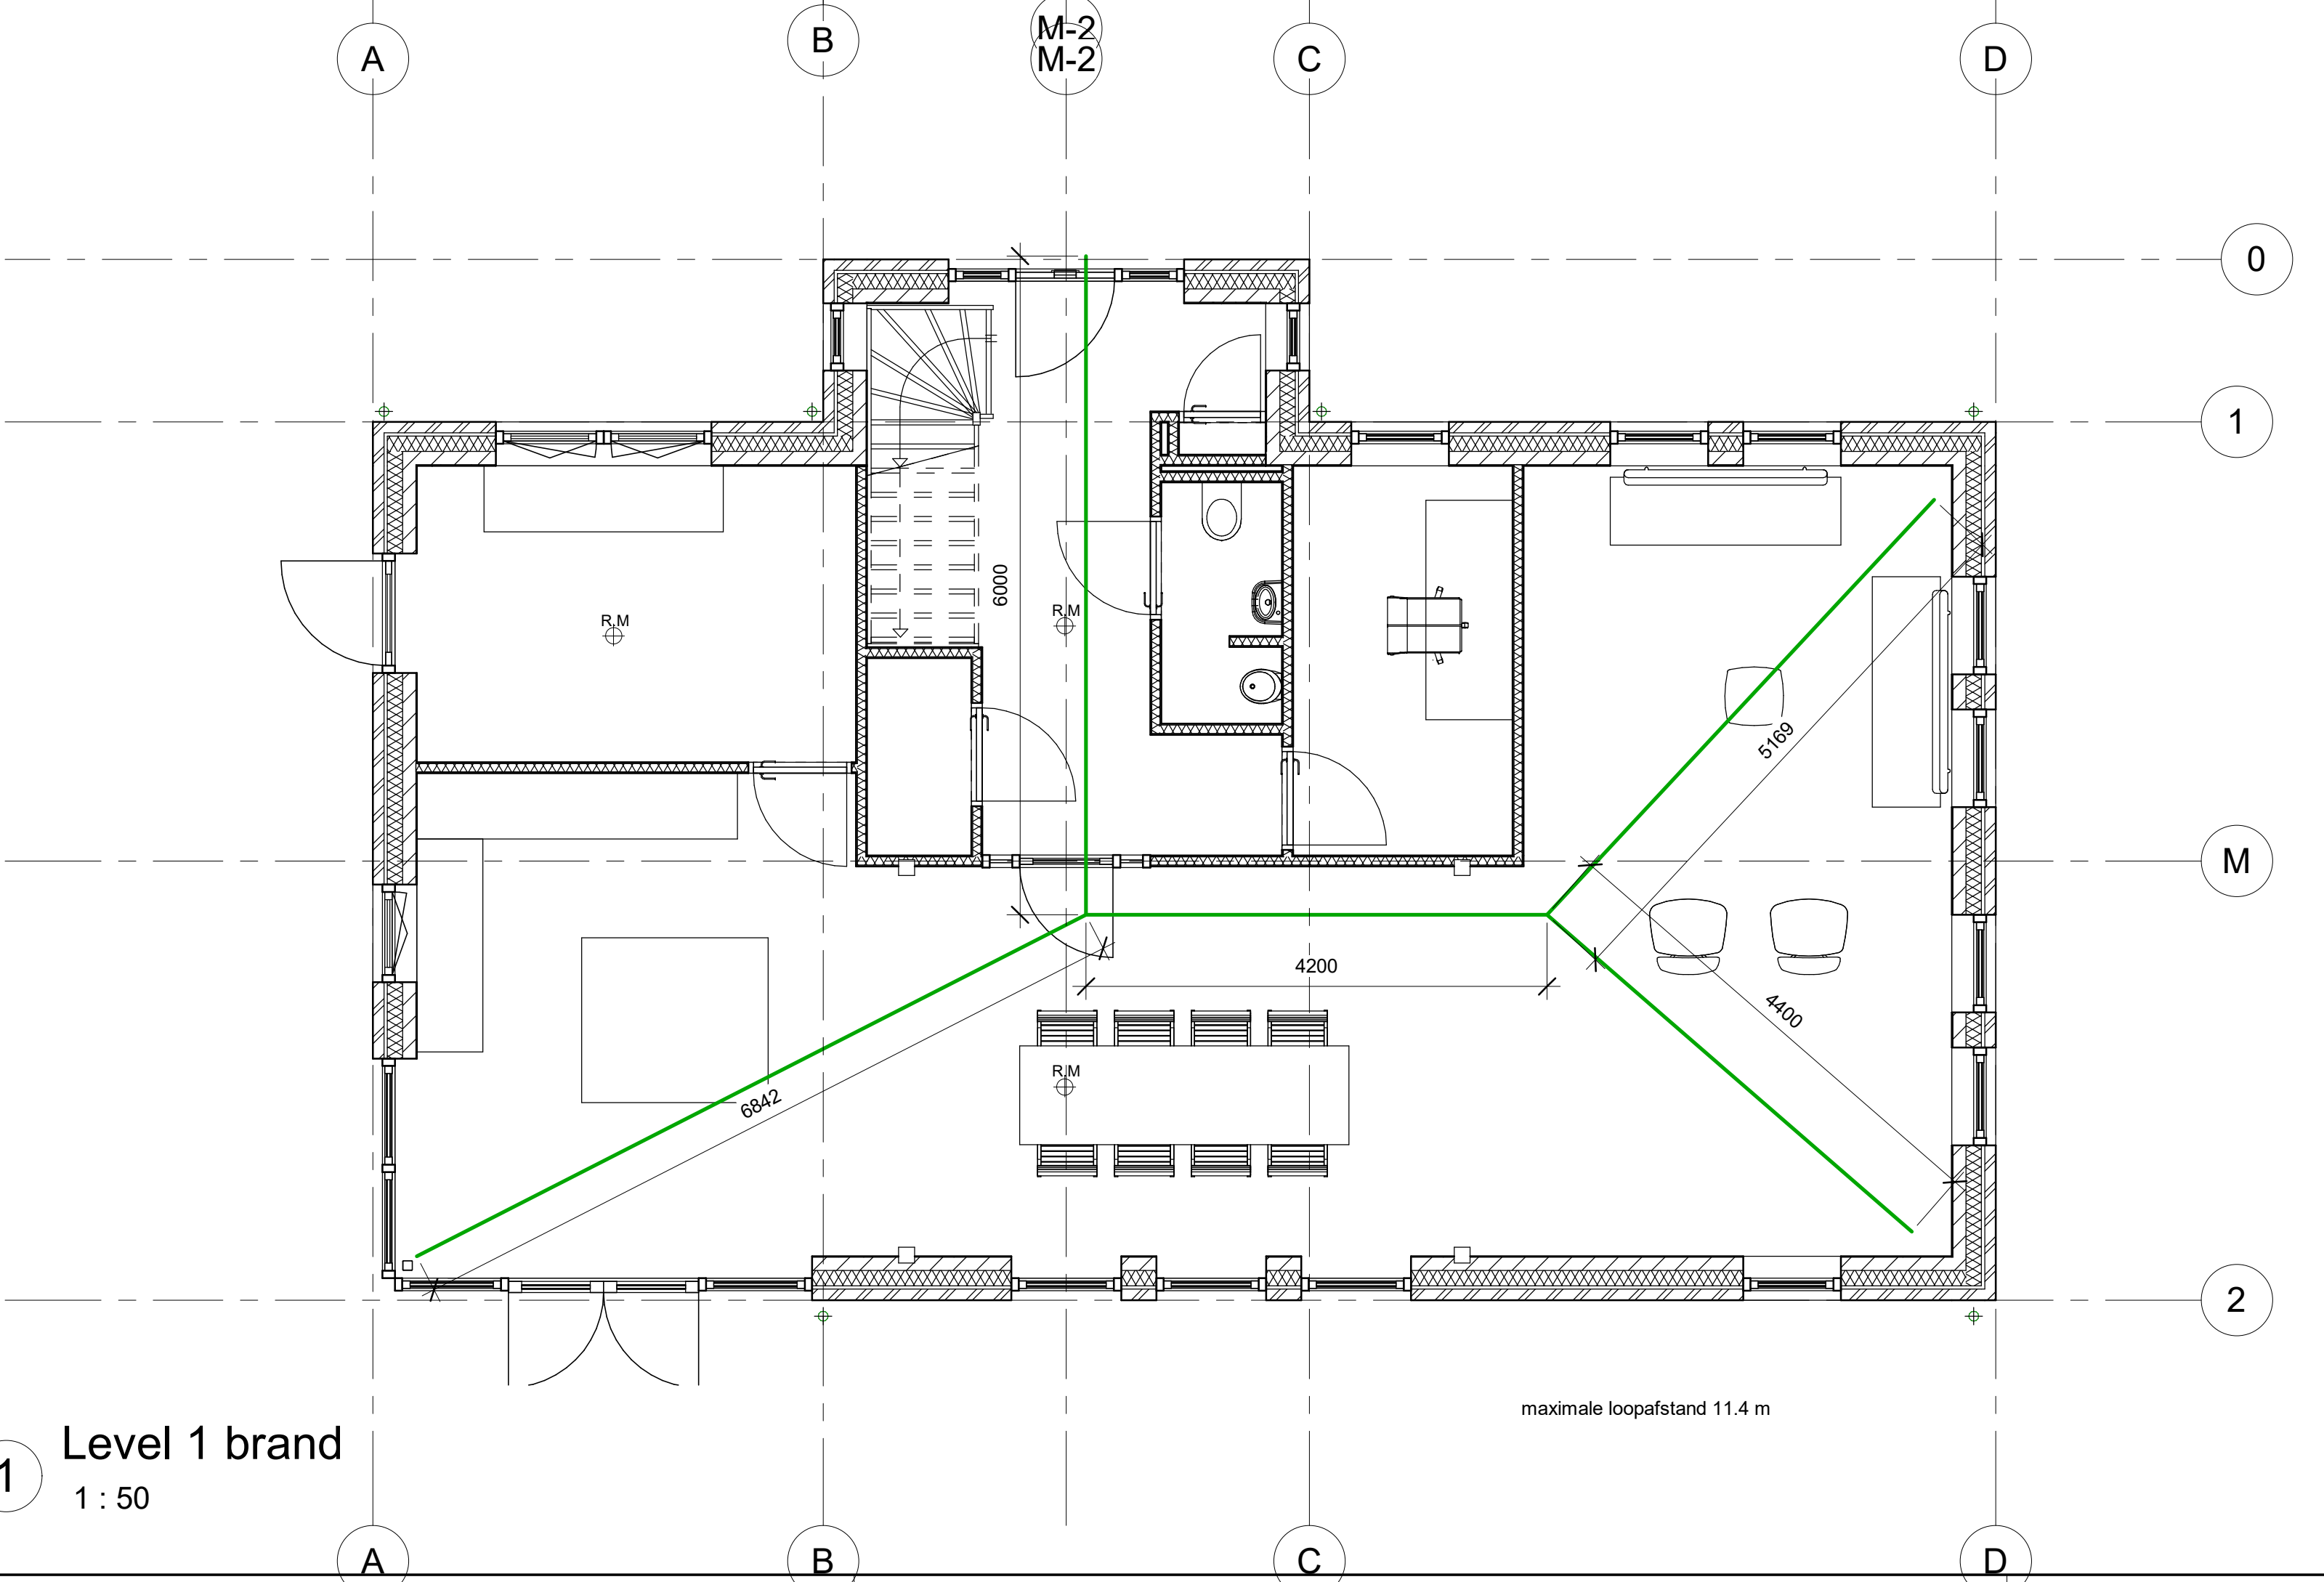 M-2
A
B
M-2
C
D
0
1
R.M
R.M
6000
5169
M
4200
4400
R.M
6842
2
maximale loopafstand 11.4 m
Level 1 brand
1
1 : 50
A
B
C
D